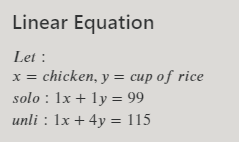 Linear Equation
Let :
x = chicken, y = cup of rice
solo : 1x + 1y = 99
unli : 1x + 4y = 115